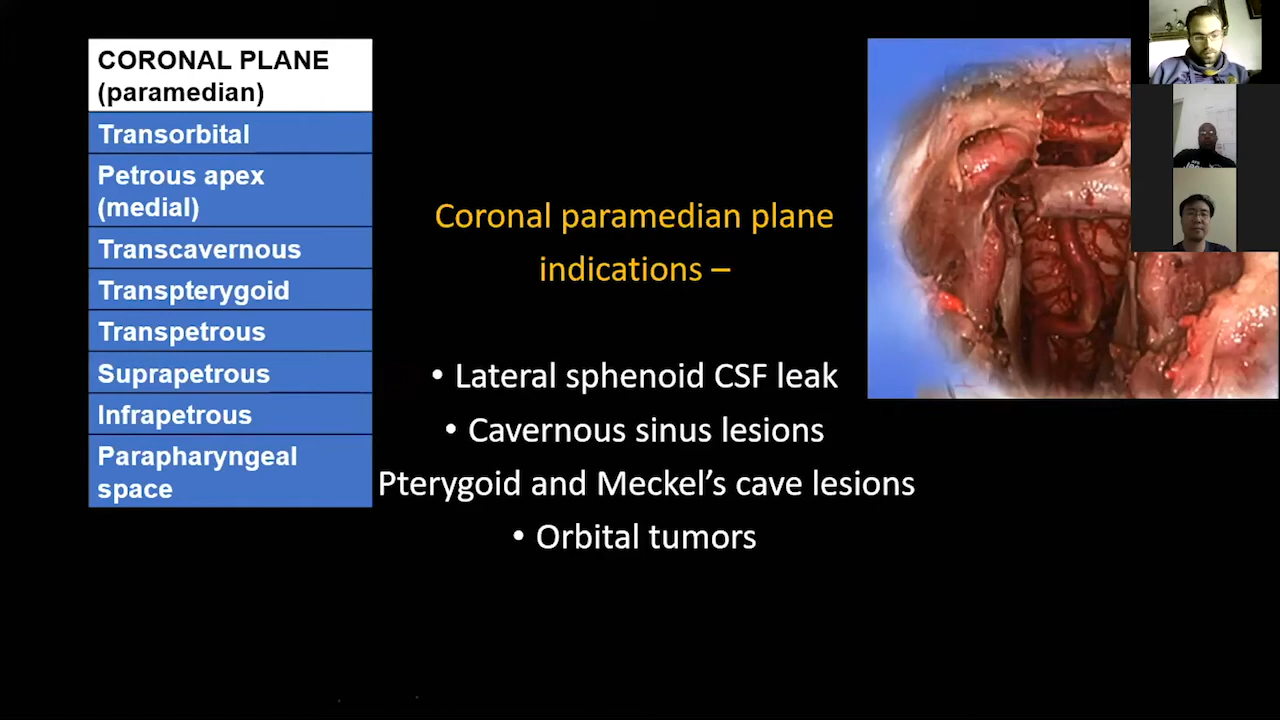 CORONAL PLANE
(paramedian)
Transorbital
Petrous apex
(medial)
Transcavernous
Transpterygoid
Transpetrous
Suprapetrous
Infrapetrous
Parapharyngeal
space
Coronal paramedian plane
indications –
• Lateral sphenoid CSF leak
• Cavernous sinus lesions
Pterygoid and Meckel’s cave lesions
• Orbital tumors